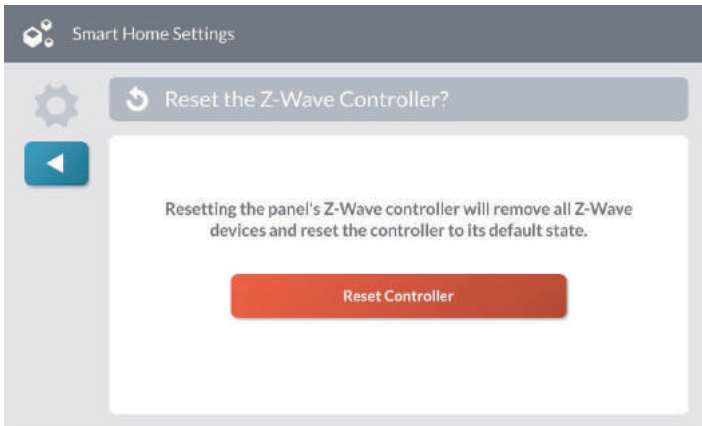 Smart Home Settings
Reset the Z-Wave Controller?
Resetting the panel's Z-Wave controller will remove all Z-Wave
devices and reset the controller to its default state.
Reset Controller